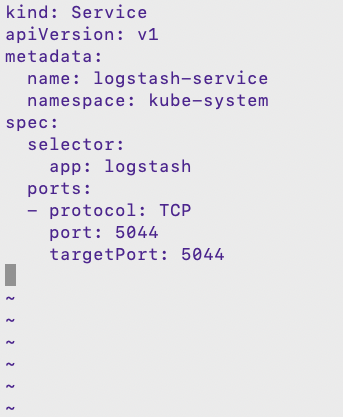 kind: Service
apiVersion: v1
metadata:
  name: logstash-service
  namespace: kube-system
spec:
  selector:
    app: logstash
  ports:
  - protocol: TCP
    port: 5044
    targetPort: 5044
~
~
~
~
~
~